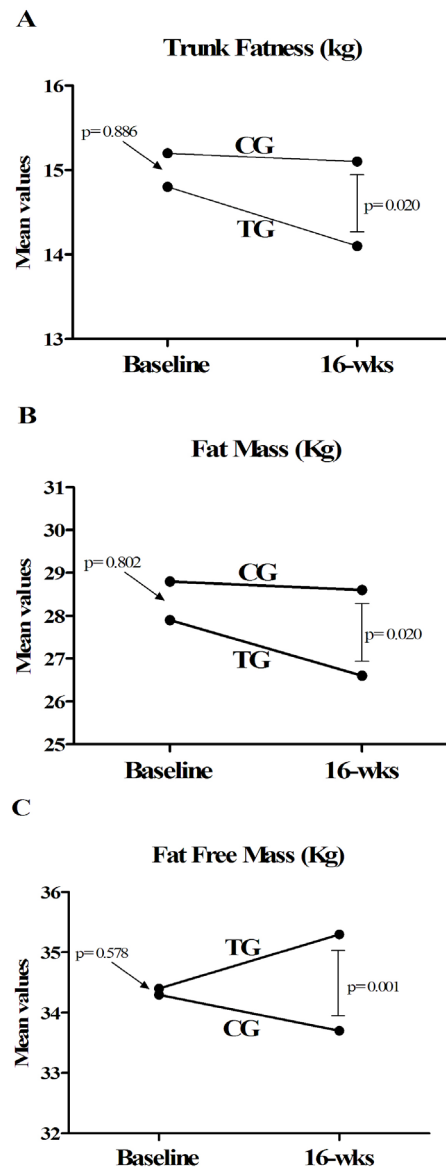 A
Trunk Fatness (kg)
16
15
14
13
Mean values
p=0.886
CG
TG
p=0.020
Baseline
16-wks
B
Fat Mass (Kg)
31
30
29
28
27
26
25
Mean values
p=0.802
CG
TG
p=0.020
Baseline
16-wks
C
Fat Free Mass (Kg)
36
35
34
33
32
Mean values
p=0.578
TG
CG
p=0.001
Baseline
16-wks